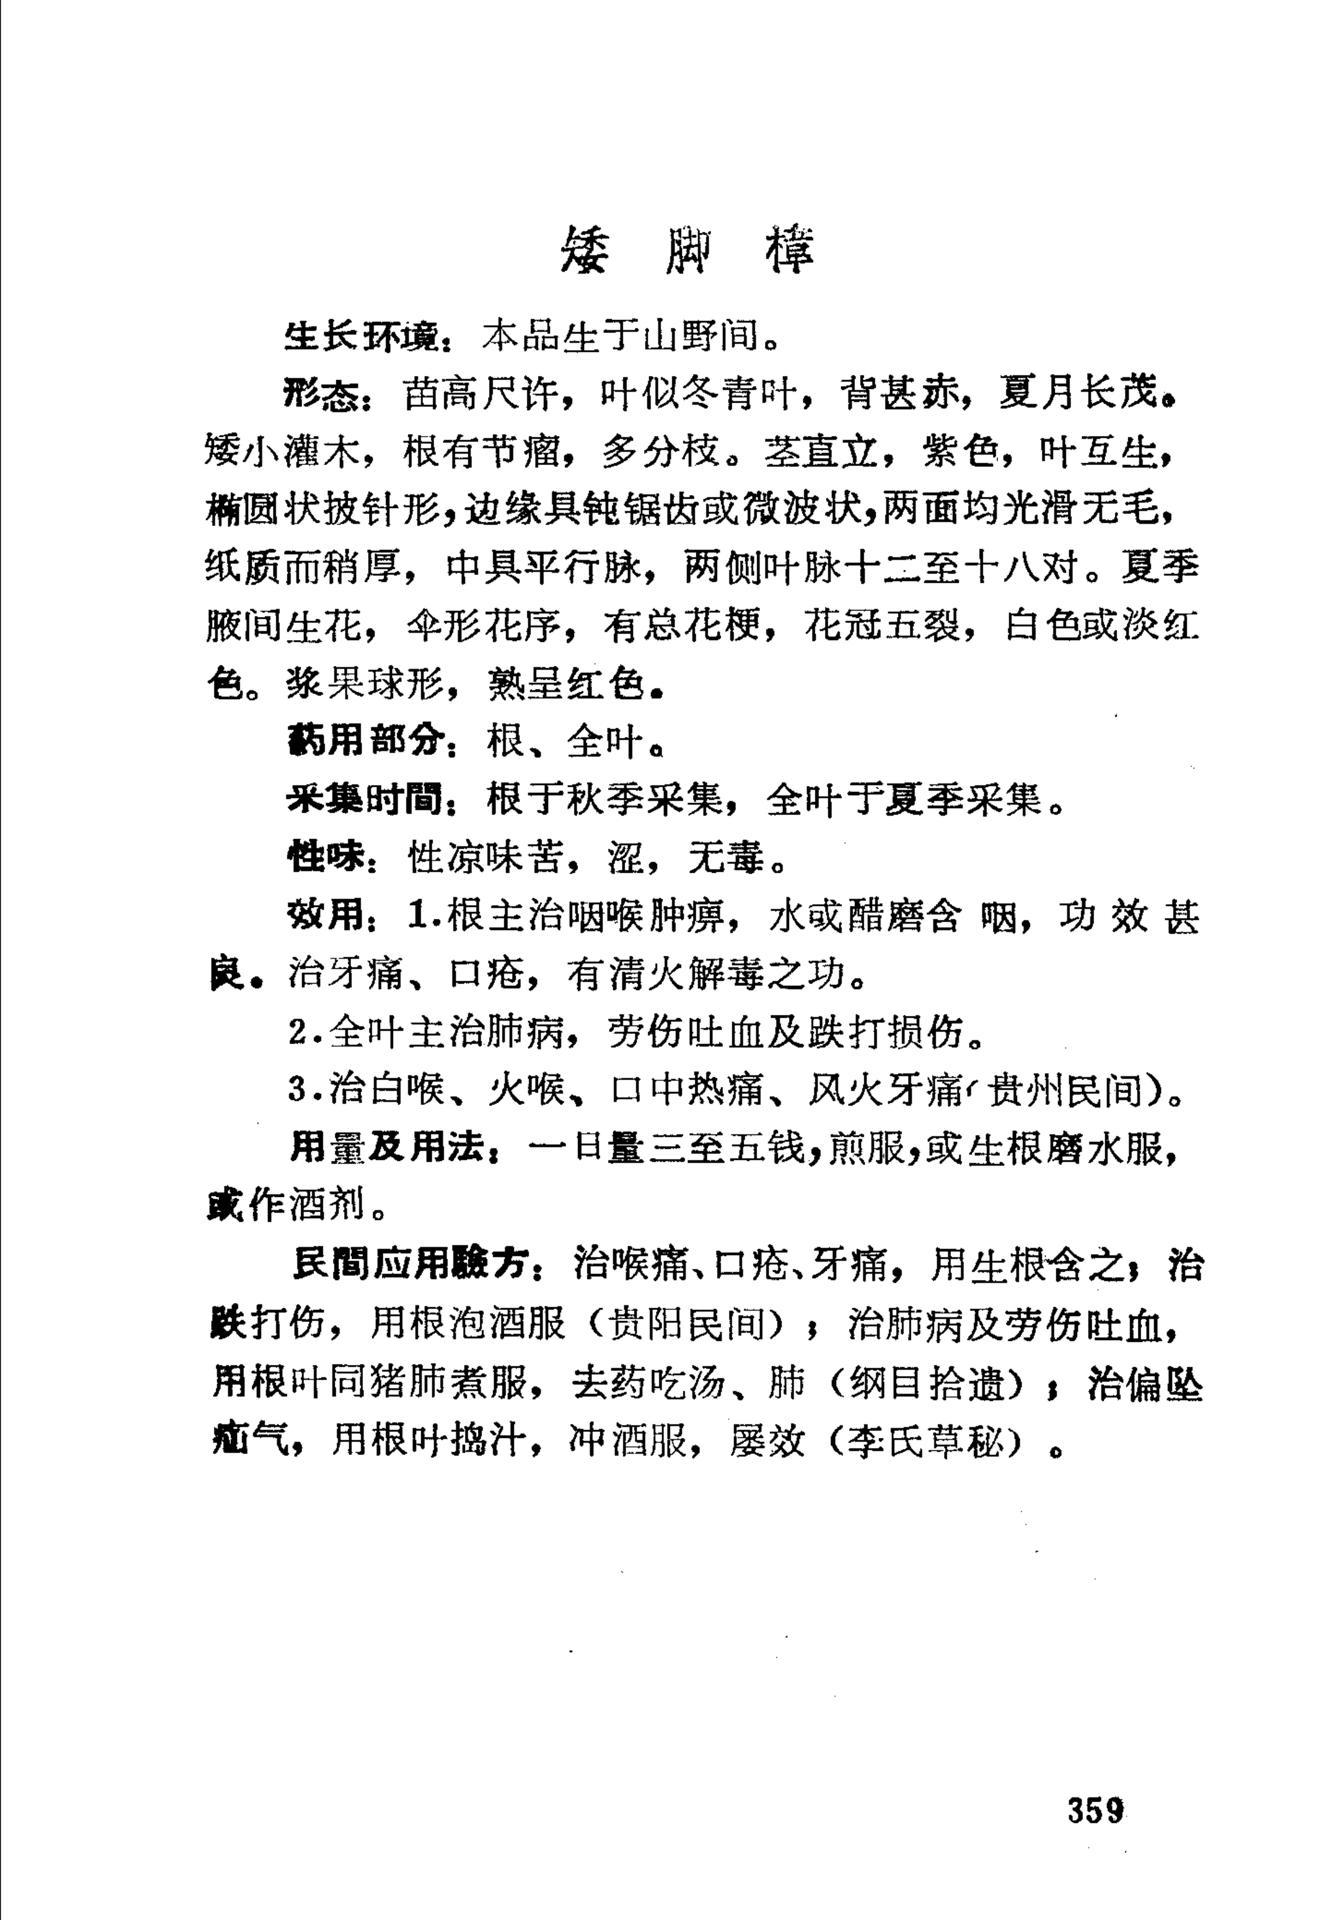 矮脚樟
生长环境：本品生于山野间。
形态：苗高尺许，叶似冬青叶，背甚赤，夏月长茂。
矮小灌木，根有节瘤，多分枝。茎直立，紫色，叶互生，
椭圆状披针形，边缘具钝锯齿或微波状，两面均光滑无毛，
纸质而稍厚，中具平行脉，两侧叶脉十二至十八对。夏季
腋间生花，伞形花序，有总花梗，花冠五裂，白色或淡红
色。浆果球形，熟呈红色。
药用部分：根、全叶。
采集时間：根于秋季采集，全叶于夏季采集。
性味：性凉味苦，涩，无毒。
效用：1.根主治咽喉肿痹，水或醋磨含咽，功效甚
良。治牙痛、口疮，有清火解毒之功。
2.全叶主治肺病，劳伤吐血及跌打损伤。
3.治白喉、火喉、口中热痛、风火牙痛（贵州民间）。
用量及用法：一日量三至五钱，煎服，或生根磨水服，
或作酒剂。
民間应用驗方：治喉痛、口疮、牙痛，用生根含之；治
跌打伤，用根泡酒服（贵阳民间）；治肺病及劳伤吐血，
用根叶同猪肺煮服，去药吃汤、肺（纲目拾遗）；治偏坠
疝气，用根叶捣汁，冲酒服，屡效（李氏草秘）。
359